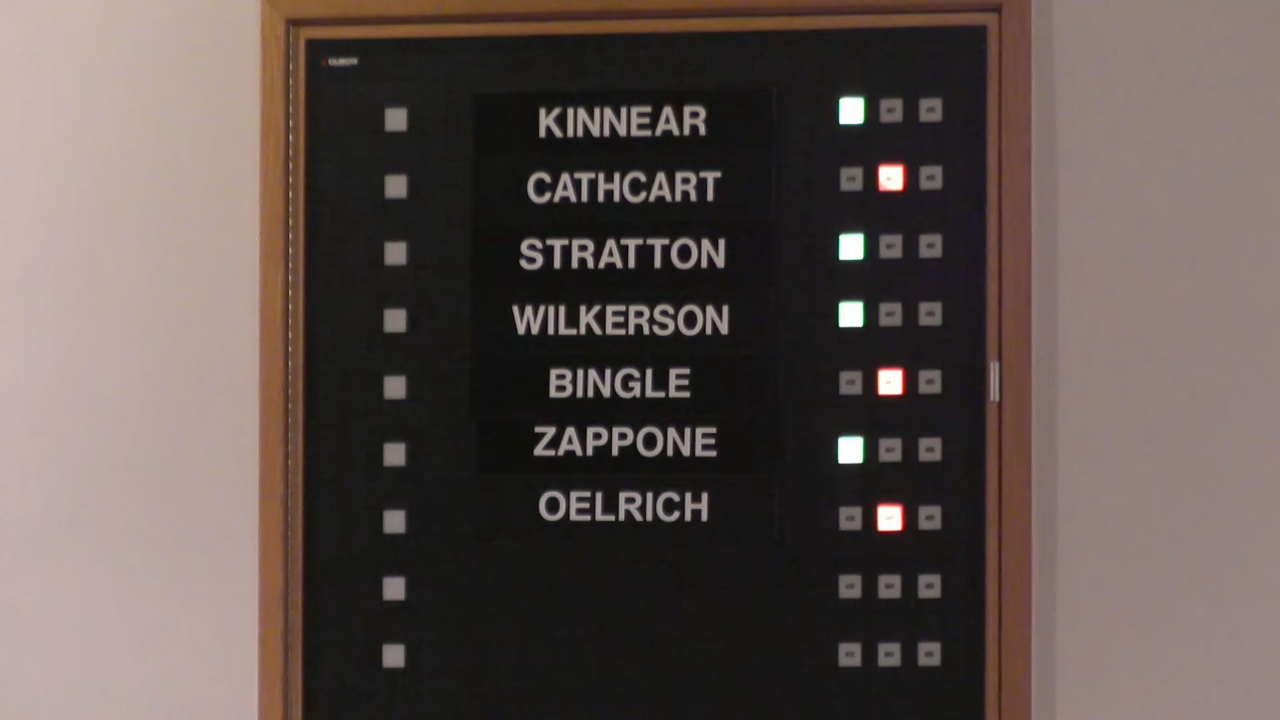 KINNEAR
CATHCART
STRATTON
WILKERSON
BINGLE
ZAPPONE
OELRICH